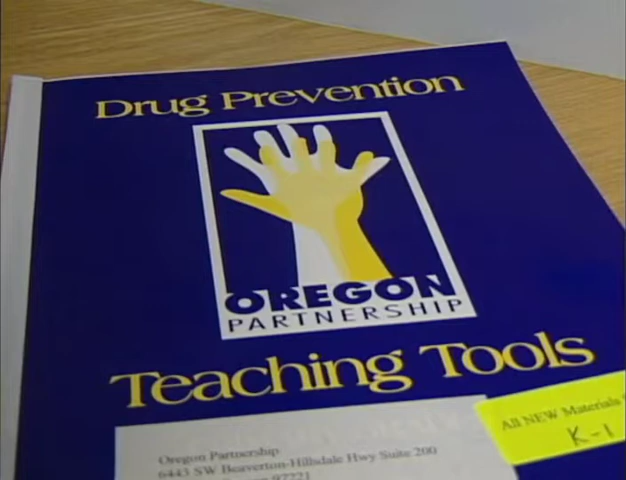 Drug Prevention
OREGON
PARTNERSHIP
Teaching Tools
All NEW Materials
K-1
Oregon Partnership
6443 SW Beaverton-Hillsdale Hwy Suite 200
97221